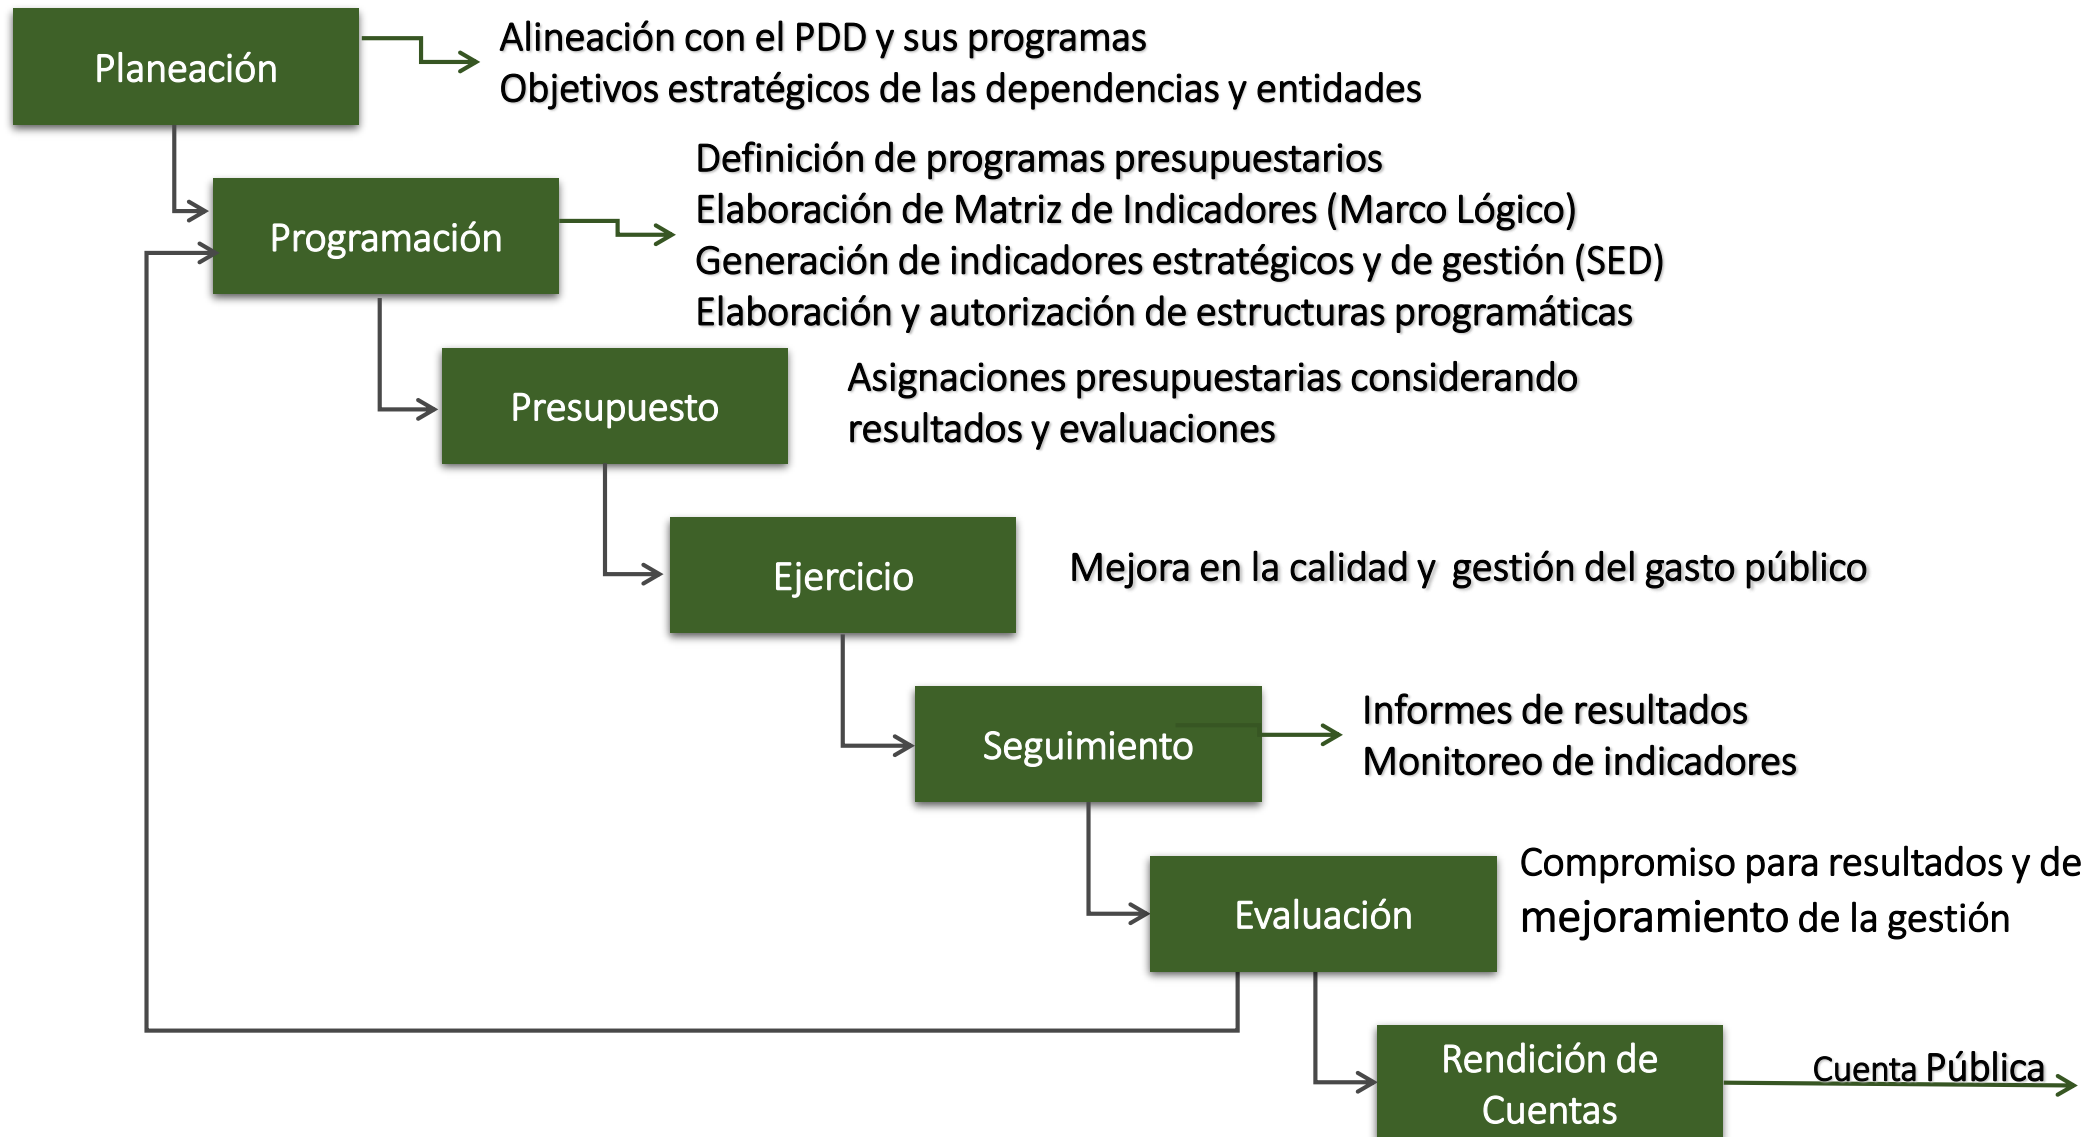 Planeación
Alineación con el PDD y sus programas
Objetivos estratégicos de las dependencias y entidades
Programación
Definición de programas presupuestarios
Elaboración de Matriz de Indicadores (Marco Lógico)
Generación de indicadores estratégicos y de gestión (SED)
Elaboración y autorización de estructuras programáticas
Presupuesto
Asignaciones presupuestarias considerando
resultados y evaluaciones
Ejercicio
Mejora en la calidad y gestión del gasto público
Seguimiento
Informes de resultados
Monitoreo de indicadores
Evaluación
Compromiso para resultados y de
mejoramiento de la gestión
Rendición de
Cuentas
Cuenta Pública